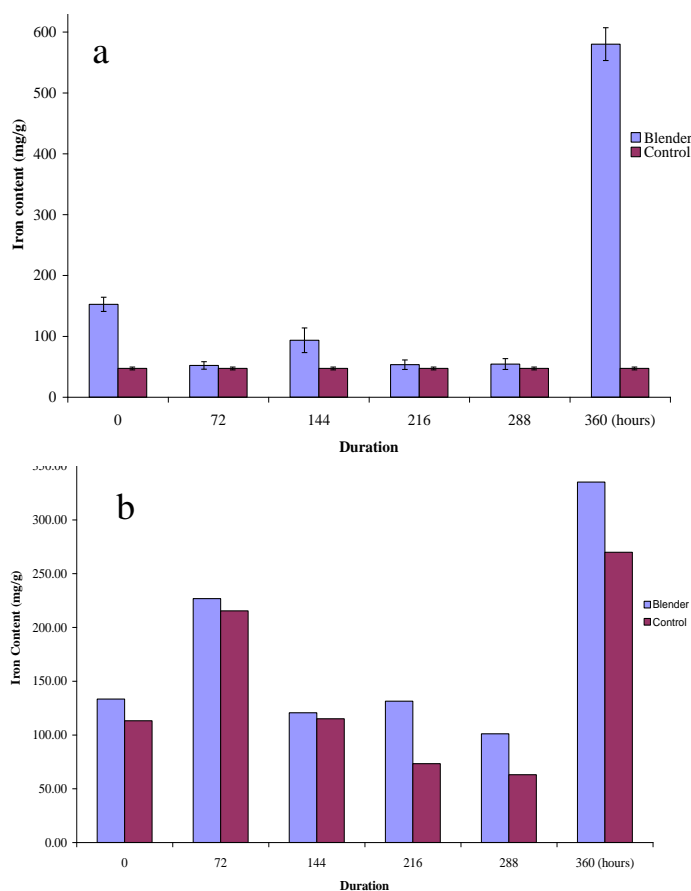 a
600
500
400
300
200
100
0
Iron content (mg/g)
Blender
Control
0 72 144 216 288 360 (hours)
Duration
b
350.00
300.00
250.00
200.00
150.00
100.00
50.00
0.00
Iron Content (mg/g)
Blender
Control
0 72 144 216 288 360 (hours)
Duration